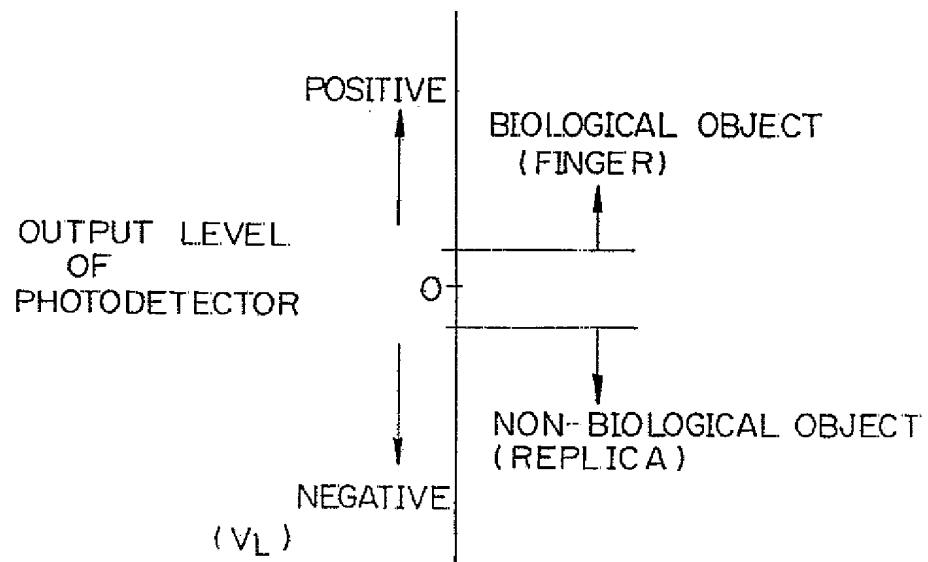 POSITIVE
BIOLOGICAL OBJECT
(FINGER)
OUTPUT LEVEL
OF
PHOTODETECTOR
0
NON-BIOLOGICAL OBJECT
(REPLICA)
NEGATIVE
(VL)